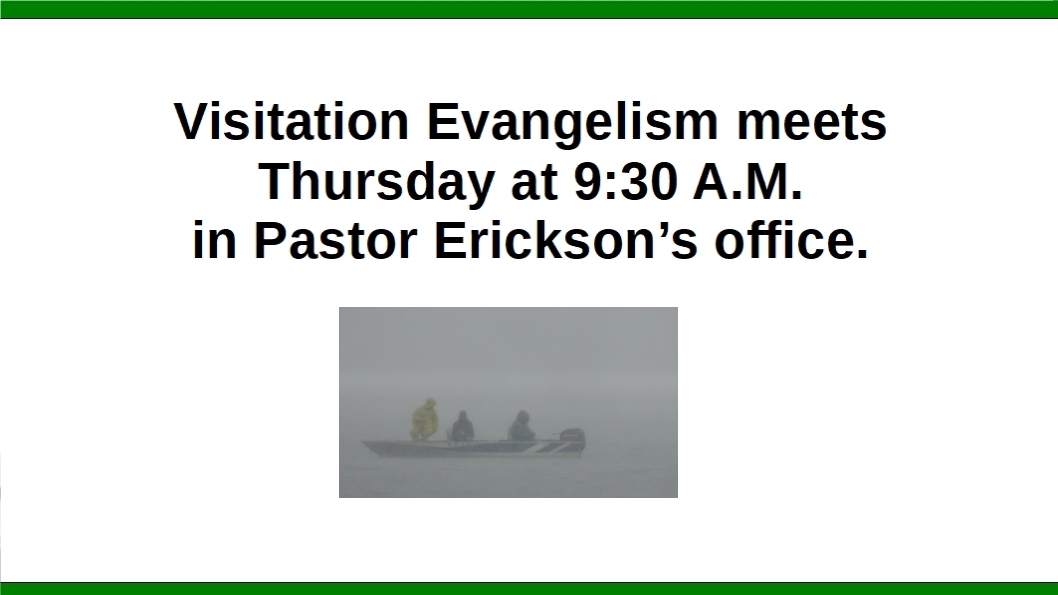 Visitation Evangelism meets
Thursday at 9:30 A.M.
in Pastor Erickson’s office.